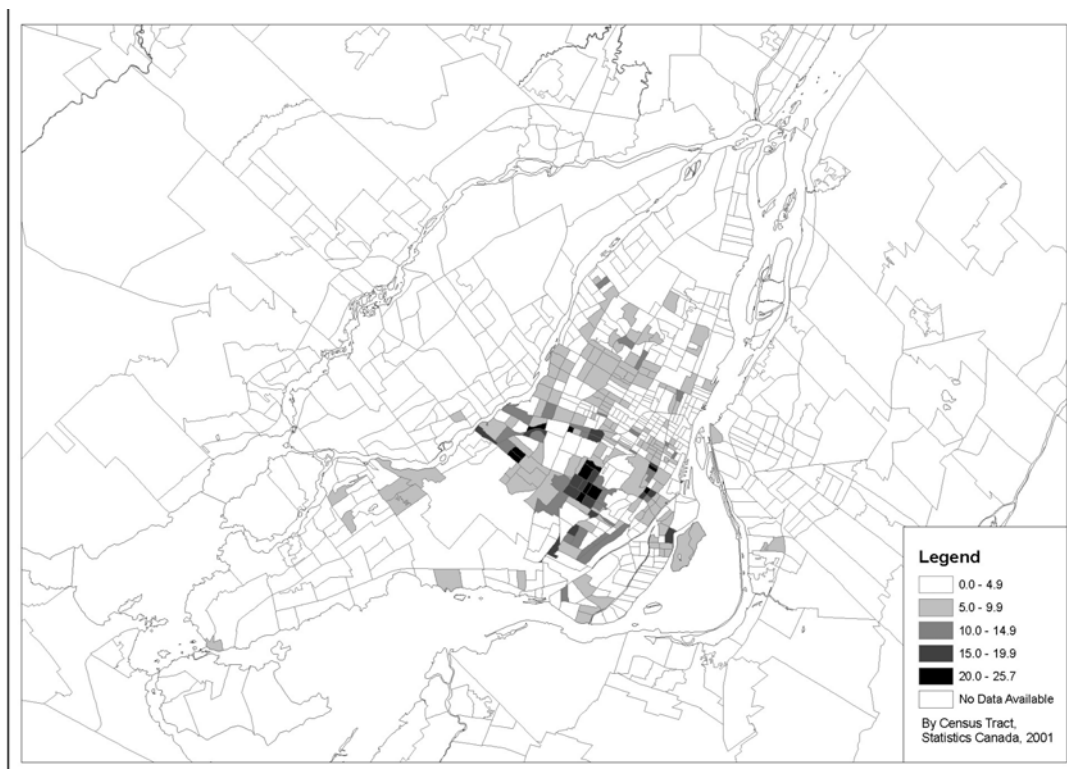 Legend
0.0 - 4.9
5.0 - 9.9
10.0 - 14.9
15.0 - 19.9
20.0 - 25.7
No Data Available
By Census Tract,
Statistics Canada, 2001